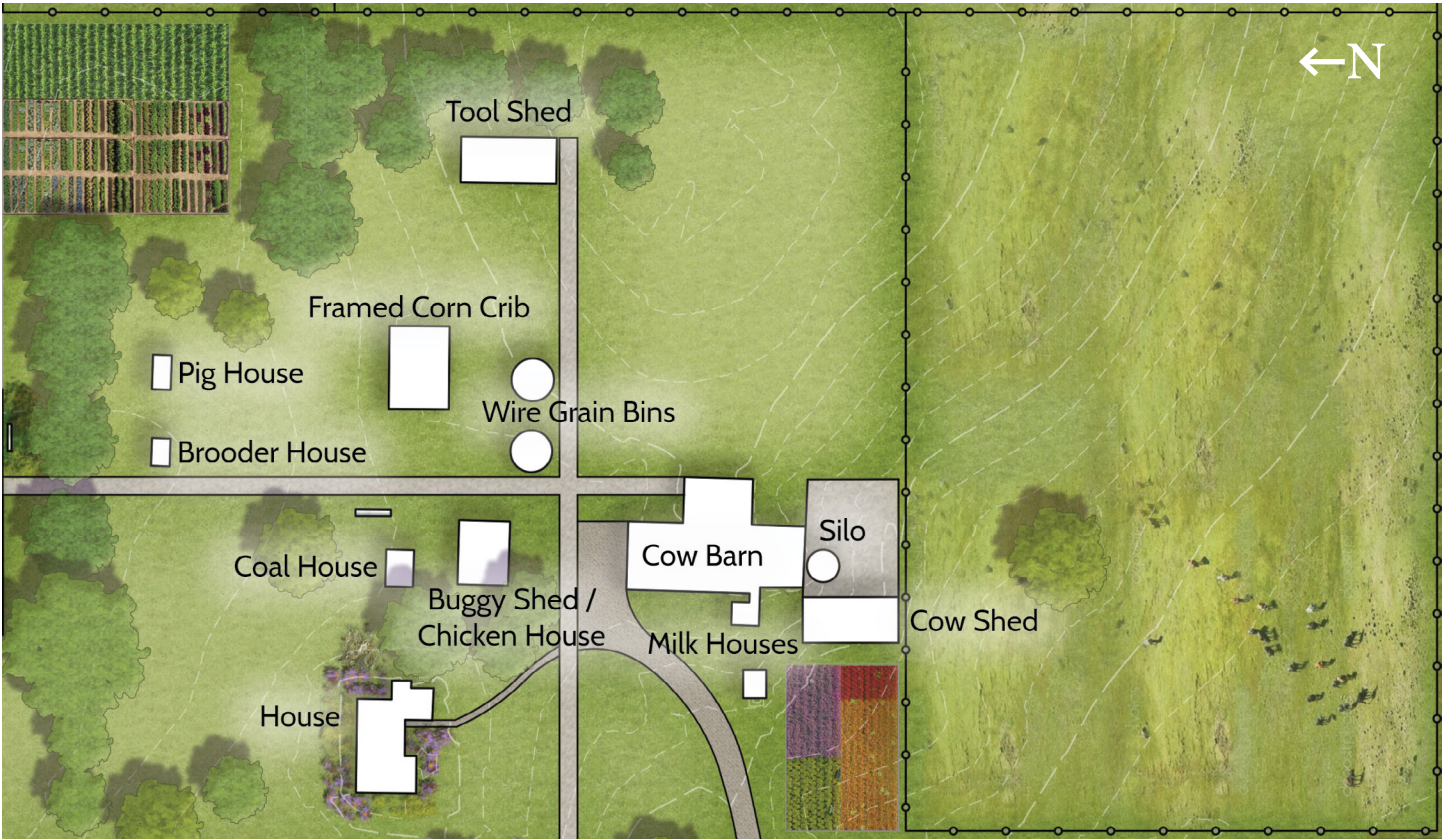 ←N
Tool Shed
Framed Corn Crib
Pig House
Wire Grain Bins
Brooder House
Silo
Cow Barn
Coal House
Buggy Shed /
Chicken House
Cow Shed
Milk Houses
House